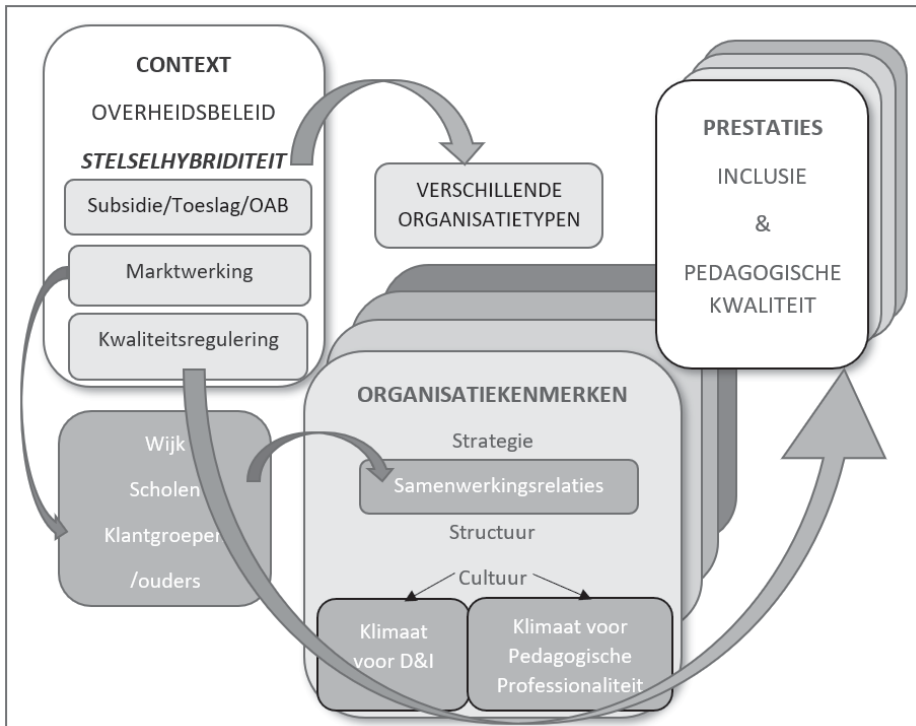 CONTEXT
OVERHEIDSBELEID
STELSELHYBRIDITEIT
Subsidie/Toeslag/OAB
Marktwerking
Kwaliteitsregulering
Wijk
Scholen
Klantgroepen
/ouders
VERSCHILLENDE
ORGANISATIETYPEN
ORGANISATIEKENMERKEN
Strategie
Samenwerkingsrelaties
Structuur
Cultuur
Klimaat
voor D&I
Klimaat voor
Pedagogische
Professionaliteit
PRESTATIES
INCLUSIE
&
PEDAGOGISCHE
KWALITEIT